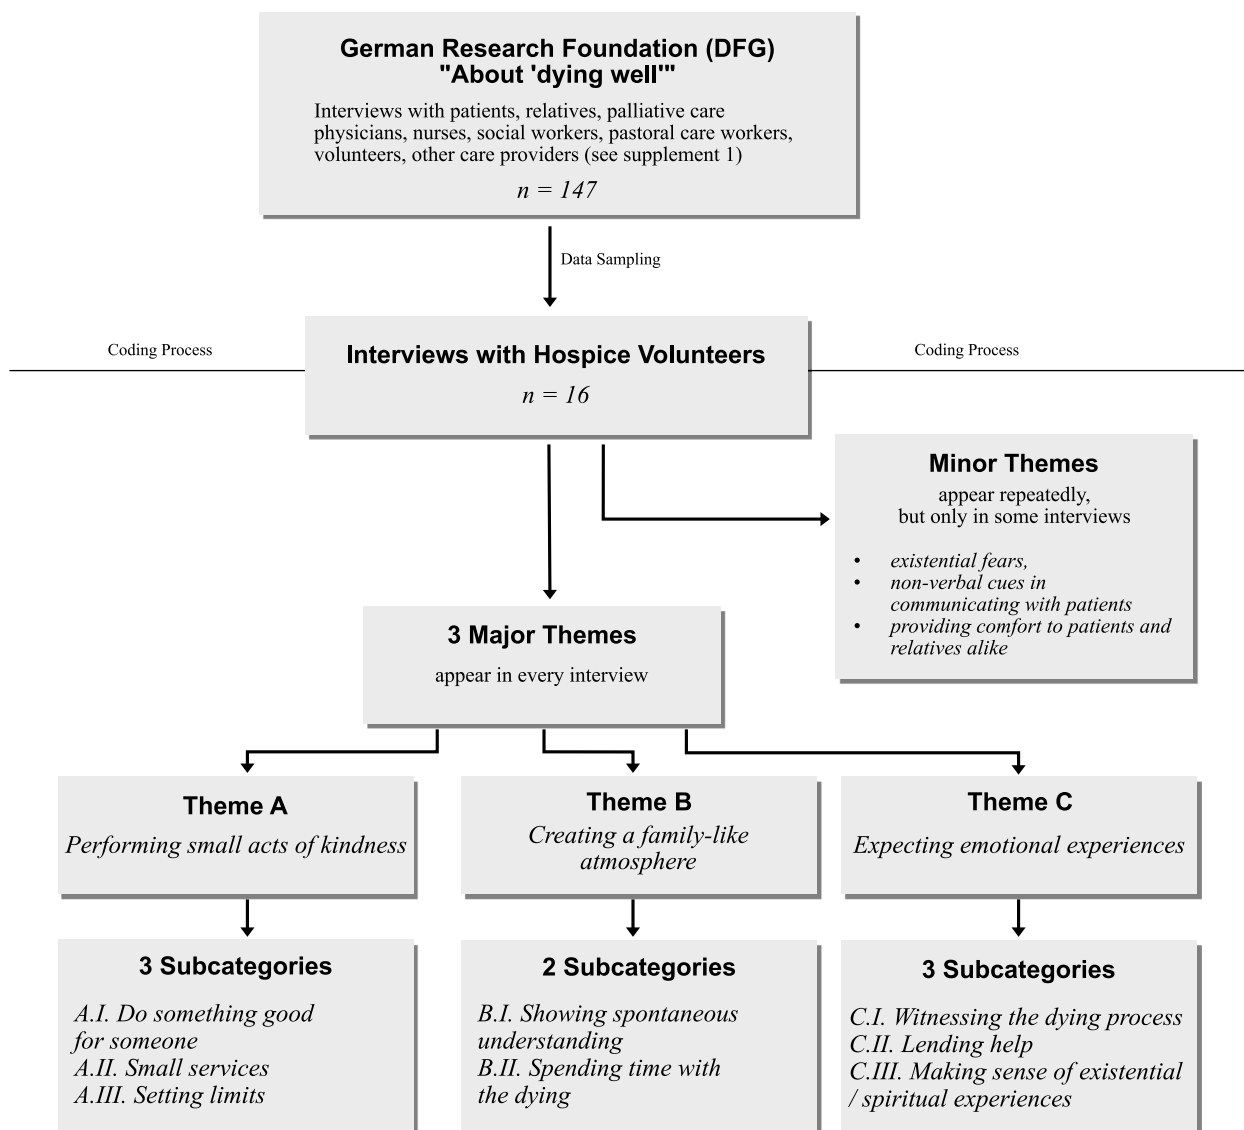 German Research Foundation (DFG)
"About 'dying well'"
Interviews with patients, relatives, palliative care
physicians, nurses, social workers, pastoral care workers,
volunteers, other care providers (see supplement 1)
n = 147
Data Sampling
Coding Process
Coding Process
Interviews with Hospice Volunteers
n = 16
Minor Themes
appear repeatedly,
but only in some interviews
• existential fears,
• non-verbal cues in
communicating with patients
• providing comfort to patients and
relatives alike
3 Major Themes
appear in every interview
Theme A
Performing small acts of kindness
Theme B
Creating a family-like
atmosphere
Theme C
Expecting emotional experiences
3 Subcategories
A.I. Do something good
for someone
A.II. Small services
A.III. Setting limits
2 Subcategories
B.I. Showing spontaneous
understanding
B.II. Spending time with
the dying
3 Subcategories
C.I. Witnessing the dying process
C.II. Lending help
C.III. Making sense of existential
/ spiritual experiences